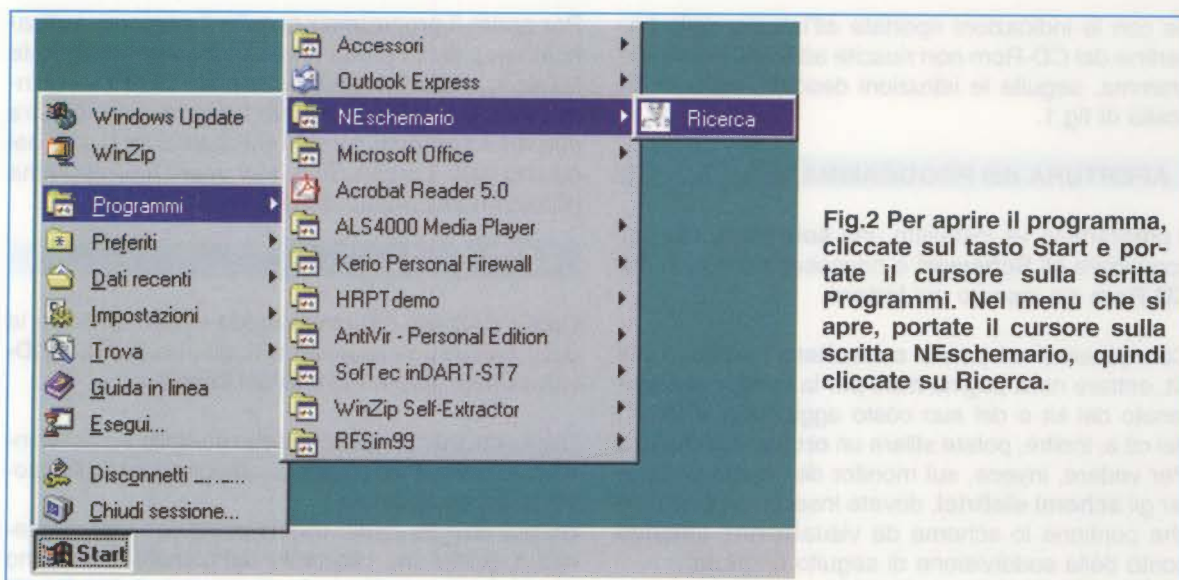 Windows Update
WinZip
Programmi
Preferiti
Dati recenti
Impostazioni
Trova
Guida in linea
Esegui...
Disconnetti
Chiudi sessione...
Start
Accessori
Outlook Express
NEschemario
Microsoft Office
Acrobat Reader 5.0
ALS4000 Media Player
Kerio Personal Firewall
HRPT demo
AntiVir - Personal Edition
SofTec inDART-ST7
WinZip Self-Extractor
RFSim99
Ricerca
Fig.2 Per aprire il programma,
cliccate sul tasto Start e por-
tate il cursore sulla scritta
Programmi. Nel menu che si
apre, portate il cursore sulla
scritta NEschemario, quindi
cliccate su Ricerca.